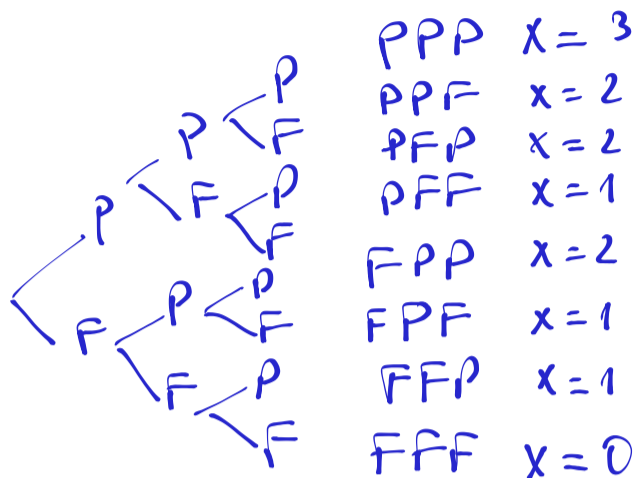 P
F
P
F
P
F
P
F
P
F
P
F
P
F
PPP X = 3
PPF X = 2
PFP X = 2
PFF X = 1
FPP X = 2
FPF X = 1
FFP X = 1
FFF X = 0